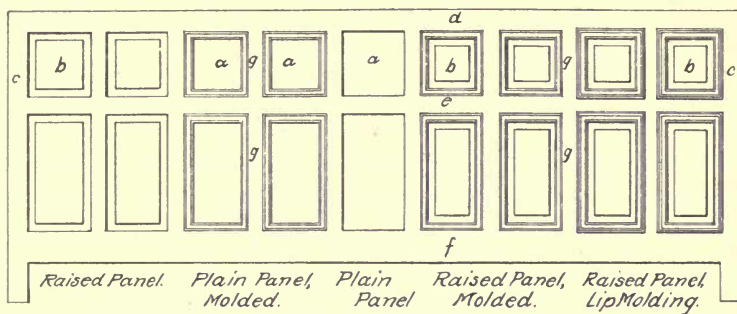 d
c b a g a a b g b c
e
g g
f
Raised Panel. Plain Panel, Plain Raised Panel, Raised Panel,
Molded. Panel Molded. Lip Molding.